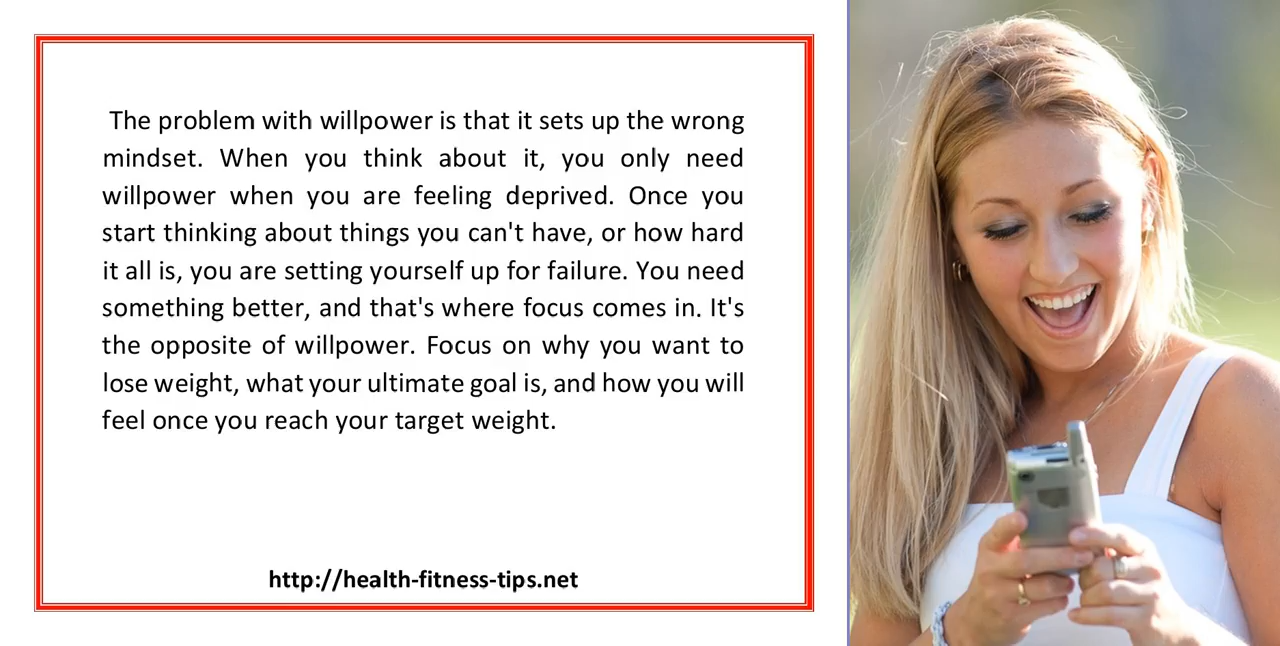 The problem with willpower is that it sets up the wrong
mindset. When you think about it, you only need
willpower when you are feeling deprived. Once you
start thinking about things you can't have, or how hard
it all is, you are setting yourself up for failure. You need
something better, and that's where focus comes in. It's
the opposite of willpower. Focus on why you want to
lose weight, what your ultimate goal is, and how you will
feel once you reach your target weight.
http://health-fitness-tips.net